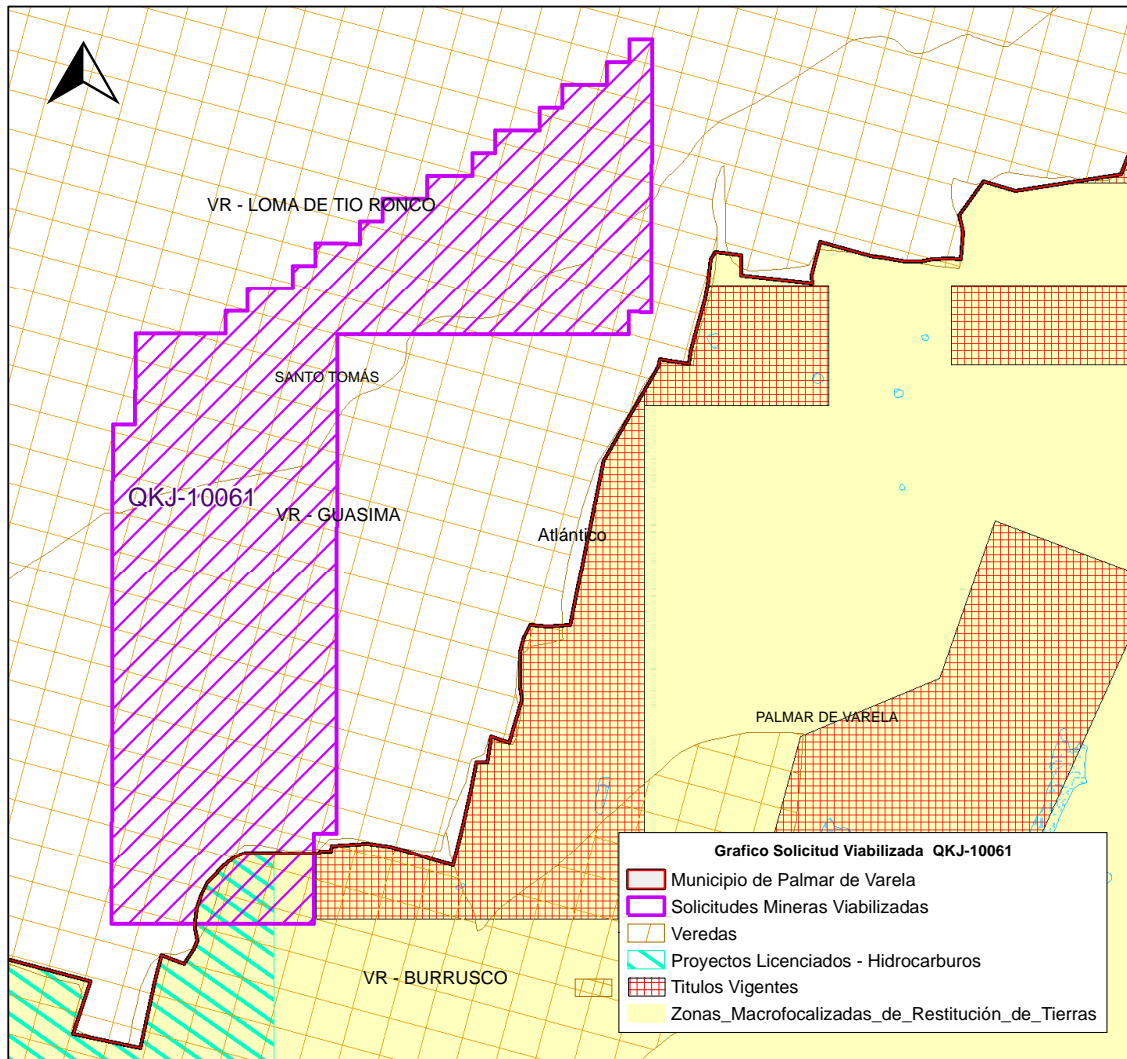 VR - LOMA DE TIO RONCO
SANTO TOMÁS
QKJ-10061
VR - GUASIMA
Atlántico
PALMAR DE VARELA
VR - BURRUSCO
Grafico Solicitud Viabilizada QKJ-10061
Municipio de Palmar de Varela
Solicitudes Mineras Viabilizadas
Veredas
Proyectos Licenciados - Hidrocarburos
Titulos Vigentes
Zonas_Macrofocalizadas_de_Restitución_de_Tierras